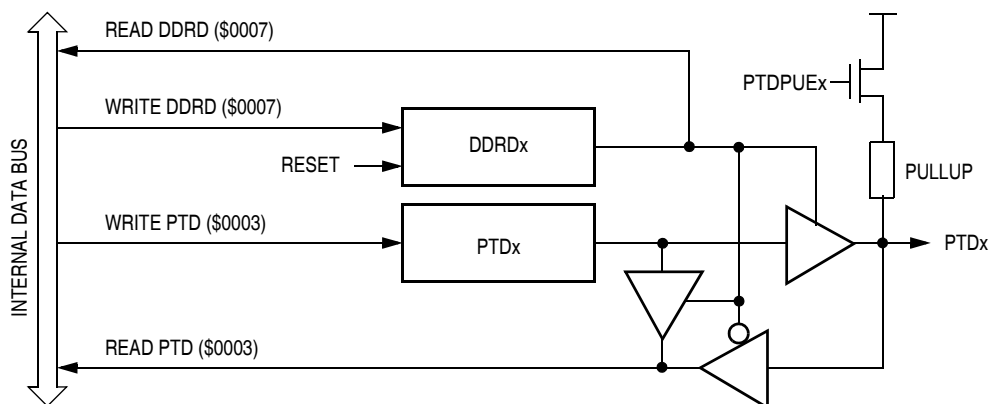 READ DDRD ($0007)
PTDPUEx
WRITE DDRD ($0007)
DDRDx
RESET
PULLUP
INTERNAL DATA BUS
WRITE PTD ($0003)
PTDx
PTDx
READ PTD ($0003)